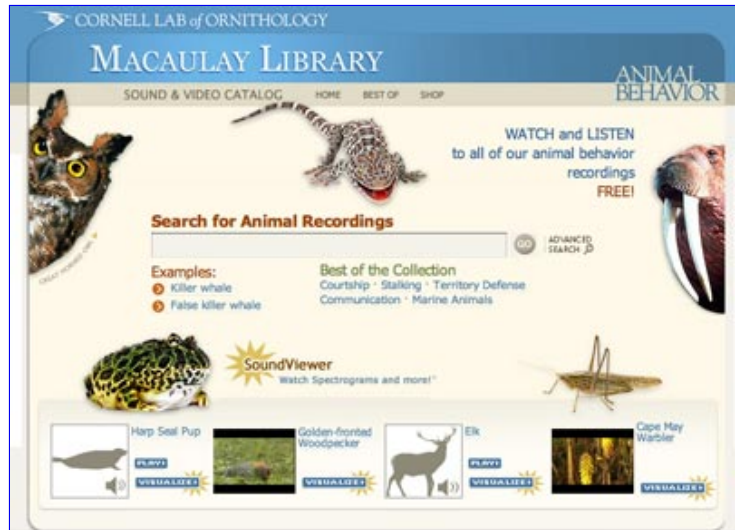 CORNELL LAB of ORNITHOLOGY
MACAULAY LIBRARY
ANIMAL
BEHAVIOR
SOUND & VIDEO CATALOG HOME BEST OF SHOP
WATCH and LISTEN
to all of our animal behavior
recordings
FREE!
GREAT HORNED OWL
Search for Animal Recordings
GO ADVANCED
SEARCH
Examples:
Killer whale
False killer whale
Best of the Collection
Courtship · Stalking · Territory Defense
Communication · Marine Animals
SoundViewer
Watch Spectrograms and more!"
Harp Seal Pup
PLAY
VISUALIZE
Golden-fronted
Woodpecker
VISUALIZE
Elk
PLAY
VISUALIZE
Cape May
Warbler
VISUALIZE